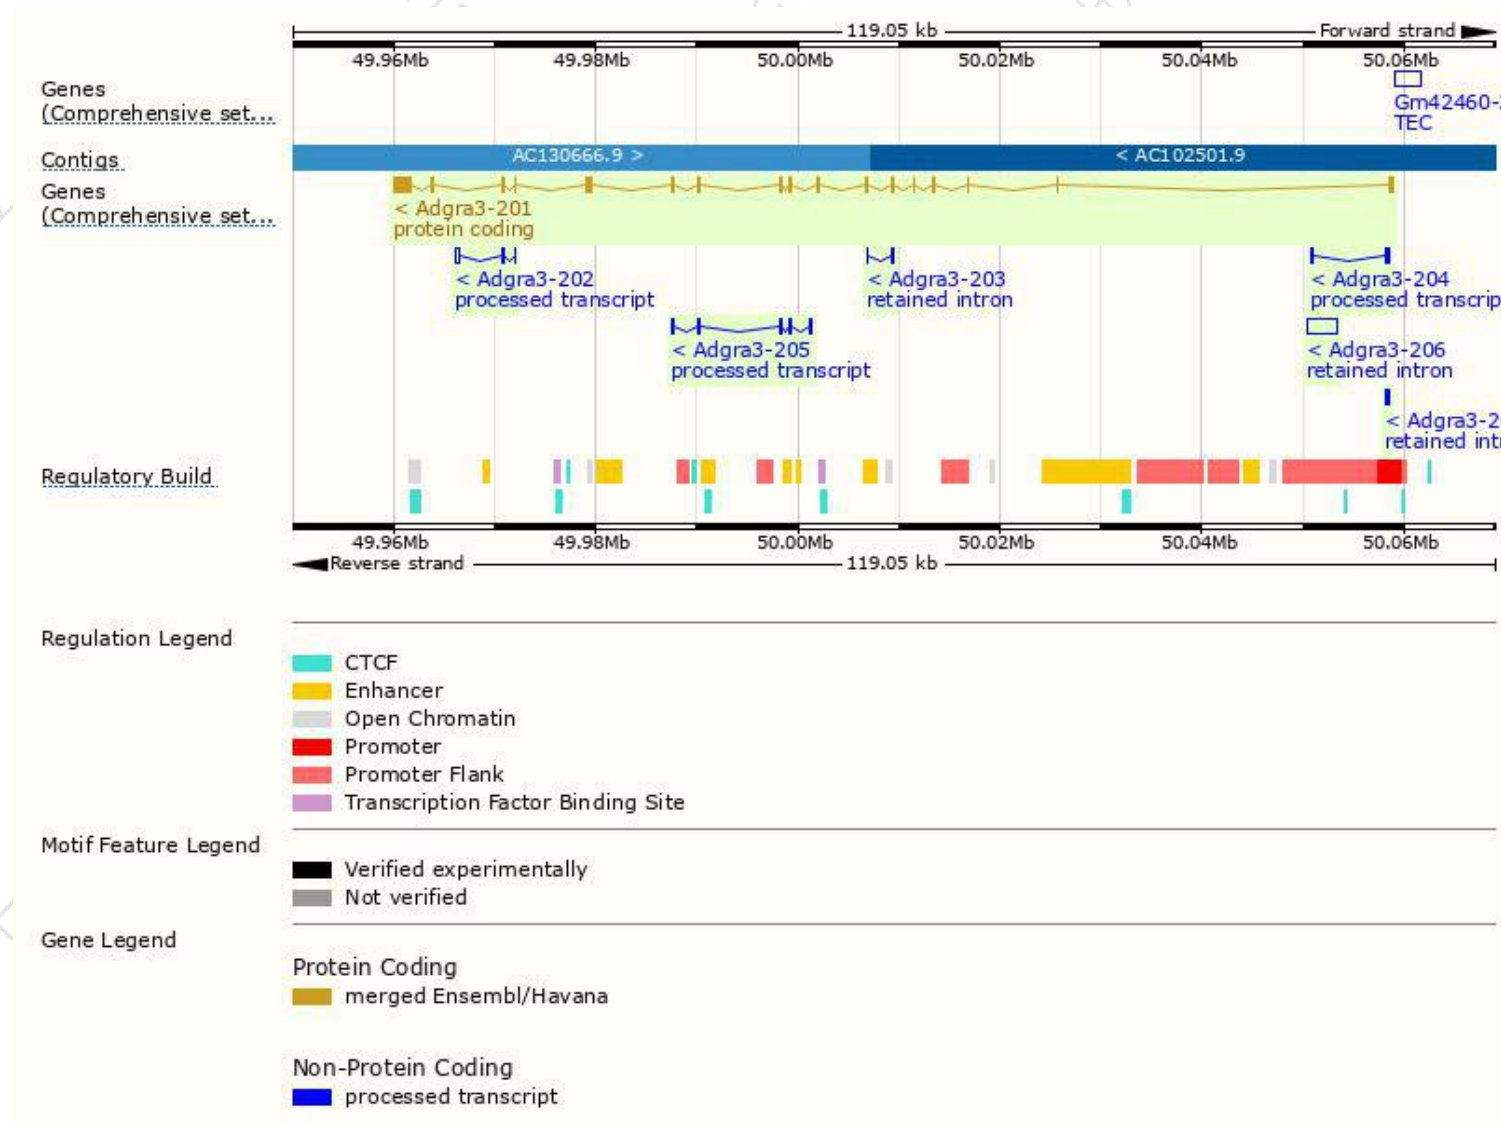 119.05 kb
Forward strand
49.96Mb 49.98Mb 50.00Mb 50.02Mb 50.04Mb 50.06Mb
Genes
(Comprehensive set...
Gm42460-
TEC
Contigs
AC130666.9 >
< AC102501.9
Genes
(Comprehensive set...
< Adgra3-201
protein coding
< Adgra3-202
processed transcript
< Adgra3-203
retained intron
< Adgra3-204
processed transcrip
< Adgra3-205
processed transcript
< Adgra3-206
retained intron
< Adgra3-2
retained int
Regulatory Build
49.96Mb 49.98Mb 50.00Mb 50.02Mb 50.04Mb 50.06Mb
Reverse strand
119.05 kb
Regulation Legend
CTCF
Enhancer
Open Chromatin
Promoter
Promoter Flank
Transcription Factor Binding Site
Motif Feature Legend
Verified experimentally
Not verified
Gene Legend
Protein Coding
merged Ensembl/Havana
Non-Protein Coding
processed transcript